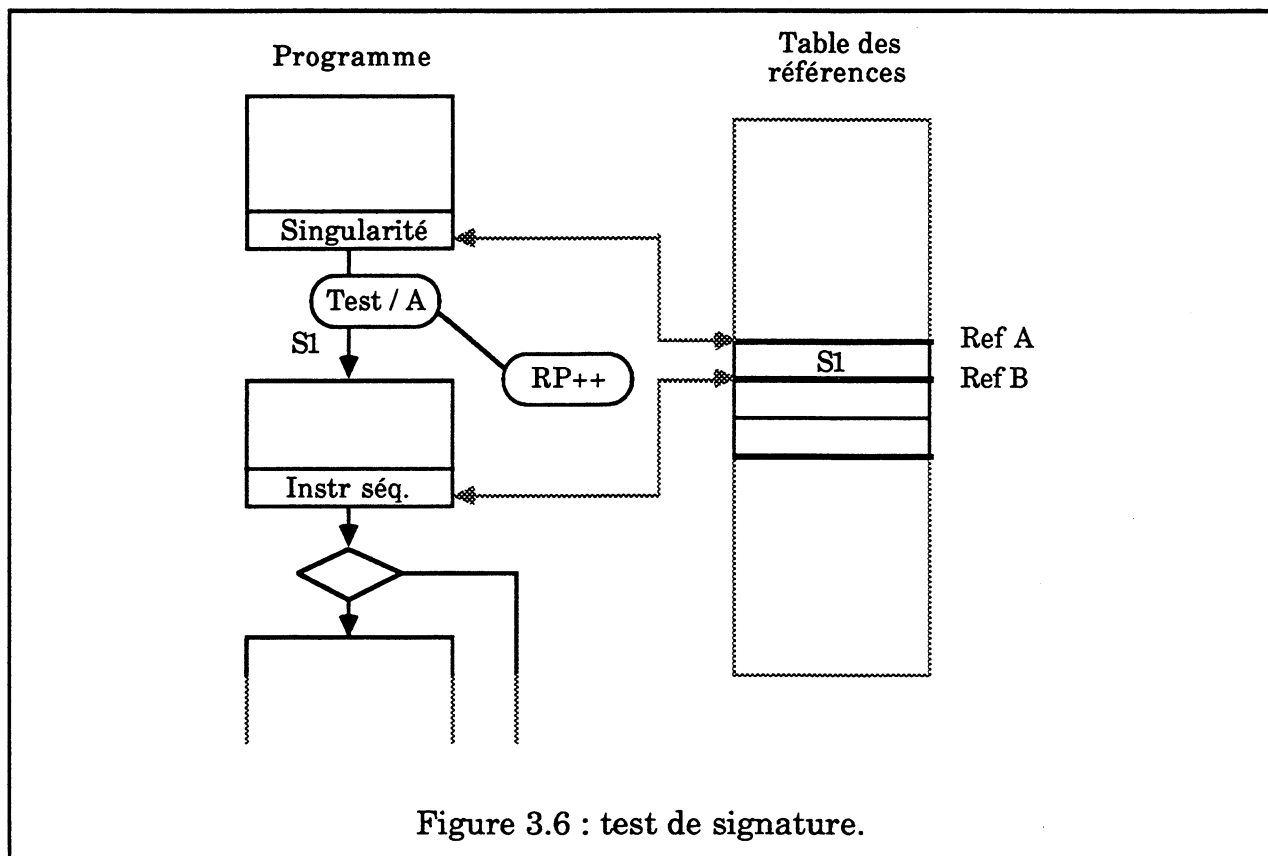 Programme
Table des
références
Singularité
Test / A
S1
RP++
Ref A
S1
Ref B
Instr séq.
Figure 3.6 : test de signature.